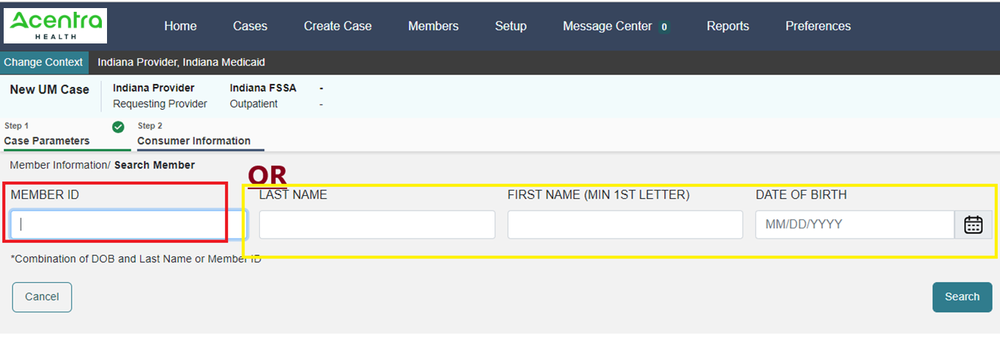 Acentra
HEALTH
Home Cases Create Case Members Setup Message Center 0 Reports Preferences
Change Context Indiana Provider, Indiana Medicaid
New UM Case Indiana Provider Indiana FSSA -
Requesting Provider Outpatient -
Step 1 Step 2
Case Parameters Consumer Information
Member Information/ Search Member
OR
MEMBER ID LAST NAME FIRST NAME (MIN 1ST LETTER) DATE OF BIRTH
MM/DD/YYYY
*Combination of DOB and Last Name or Member ID
Cancel Search